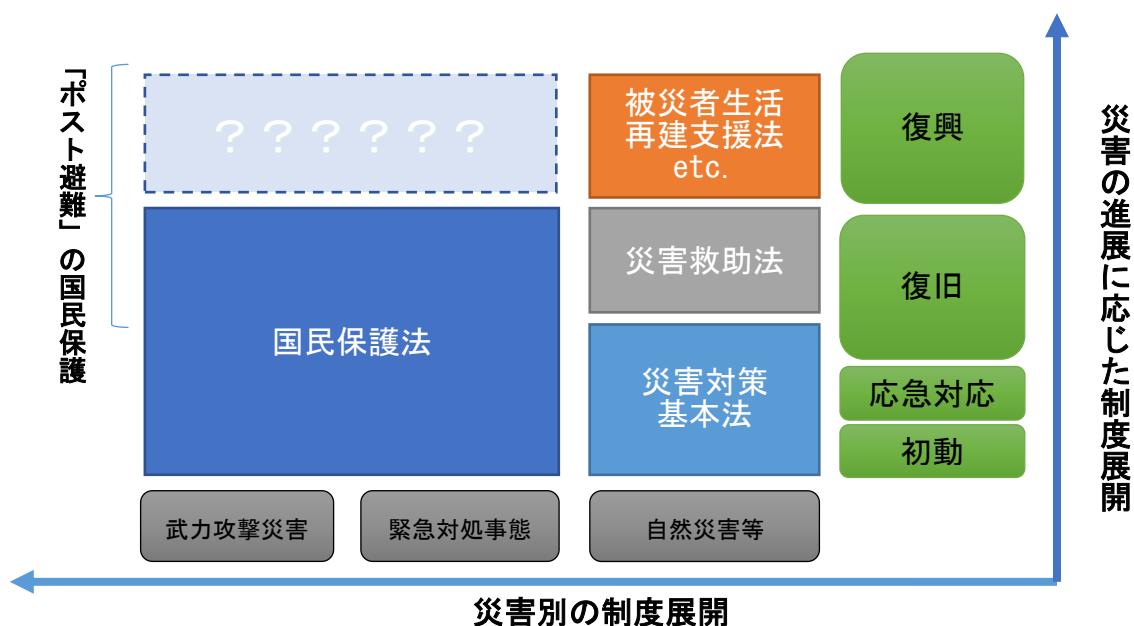 「ポスト避難」の国民保護
??????
被災者生活
再建支援法
etc.
復興
災害救助法
復旧
国民保護法
災害対策
基本法
応急対応
初動
武力攻撃災害
緊急対処事態
自然災害等
災害別の制度展開
災害の進展に応じた制度展開